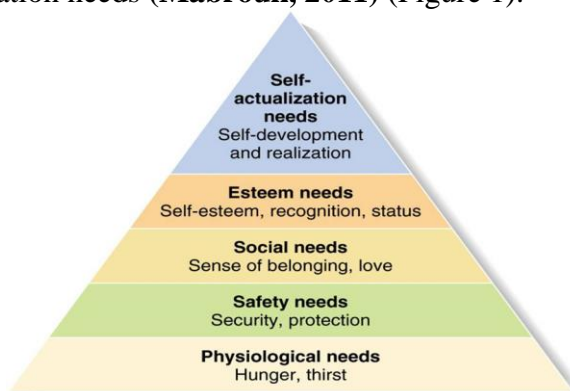 ation needs (Mabrouk, 2011) (Figure 1).
Self-
actualization
needs
Self-development
and realization
Esteem needs
Self-esteem, recognition, status
Social needs
Sense of belonging, love
Safety needs
Security, protection
Physiological needs
Hunger, thirst